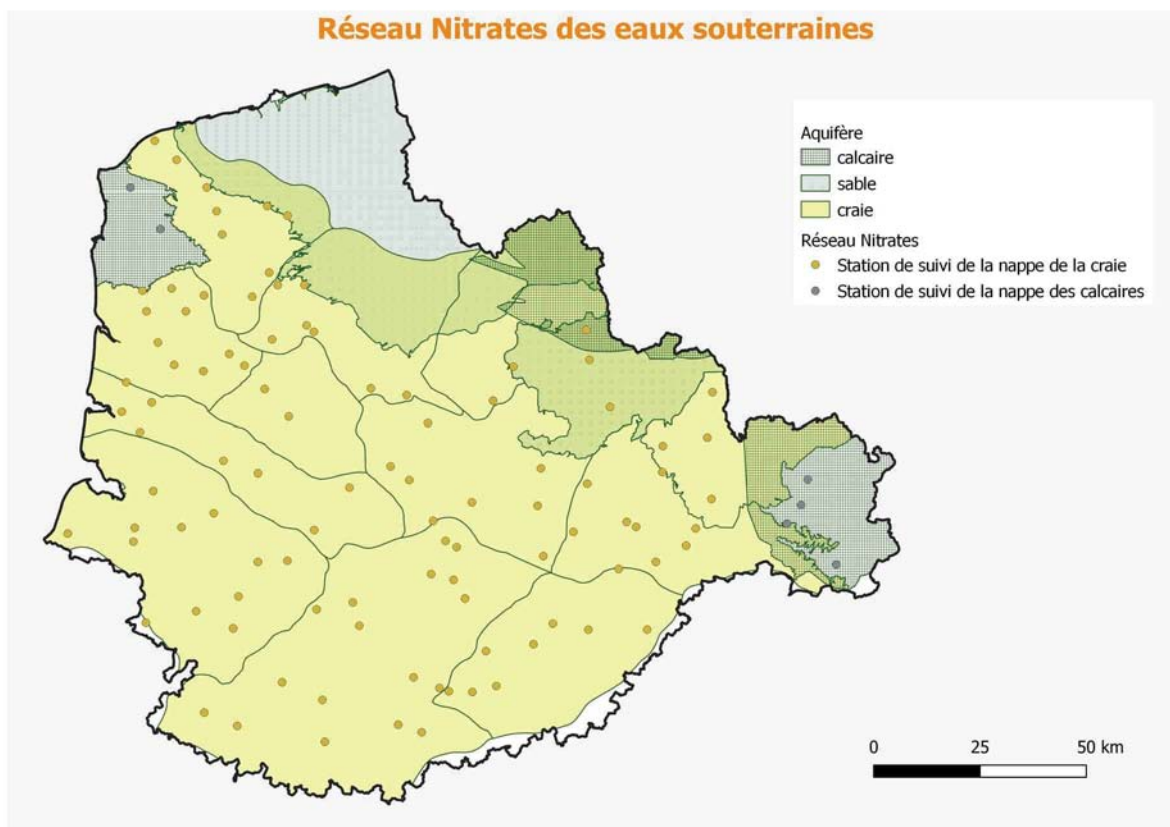 Réseau Nitrates des eaux souterraines
Aquifère
calcaire
sable
craie
Réseau Nitrates
Station de suivi de la nappe de la craie
Station de suivi de la nappe des calcaires
0 25 50 km